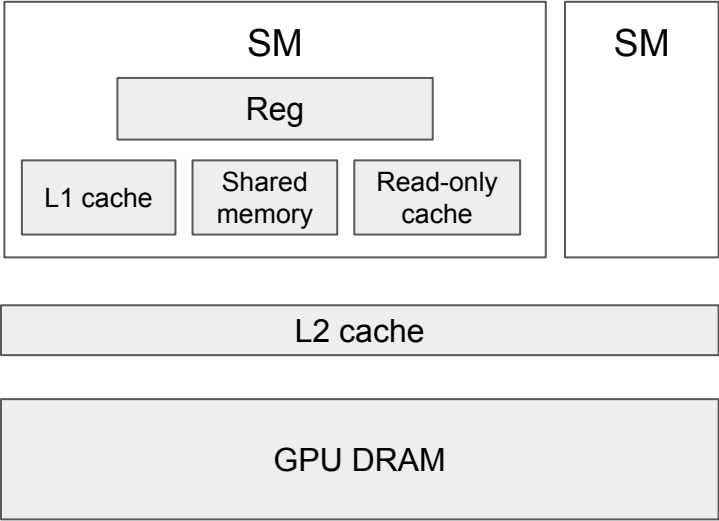 SM
SM
Reg
L1 cache
Shared
memory
Read-only
cache
L2 cache
GPU DRAM